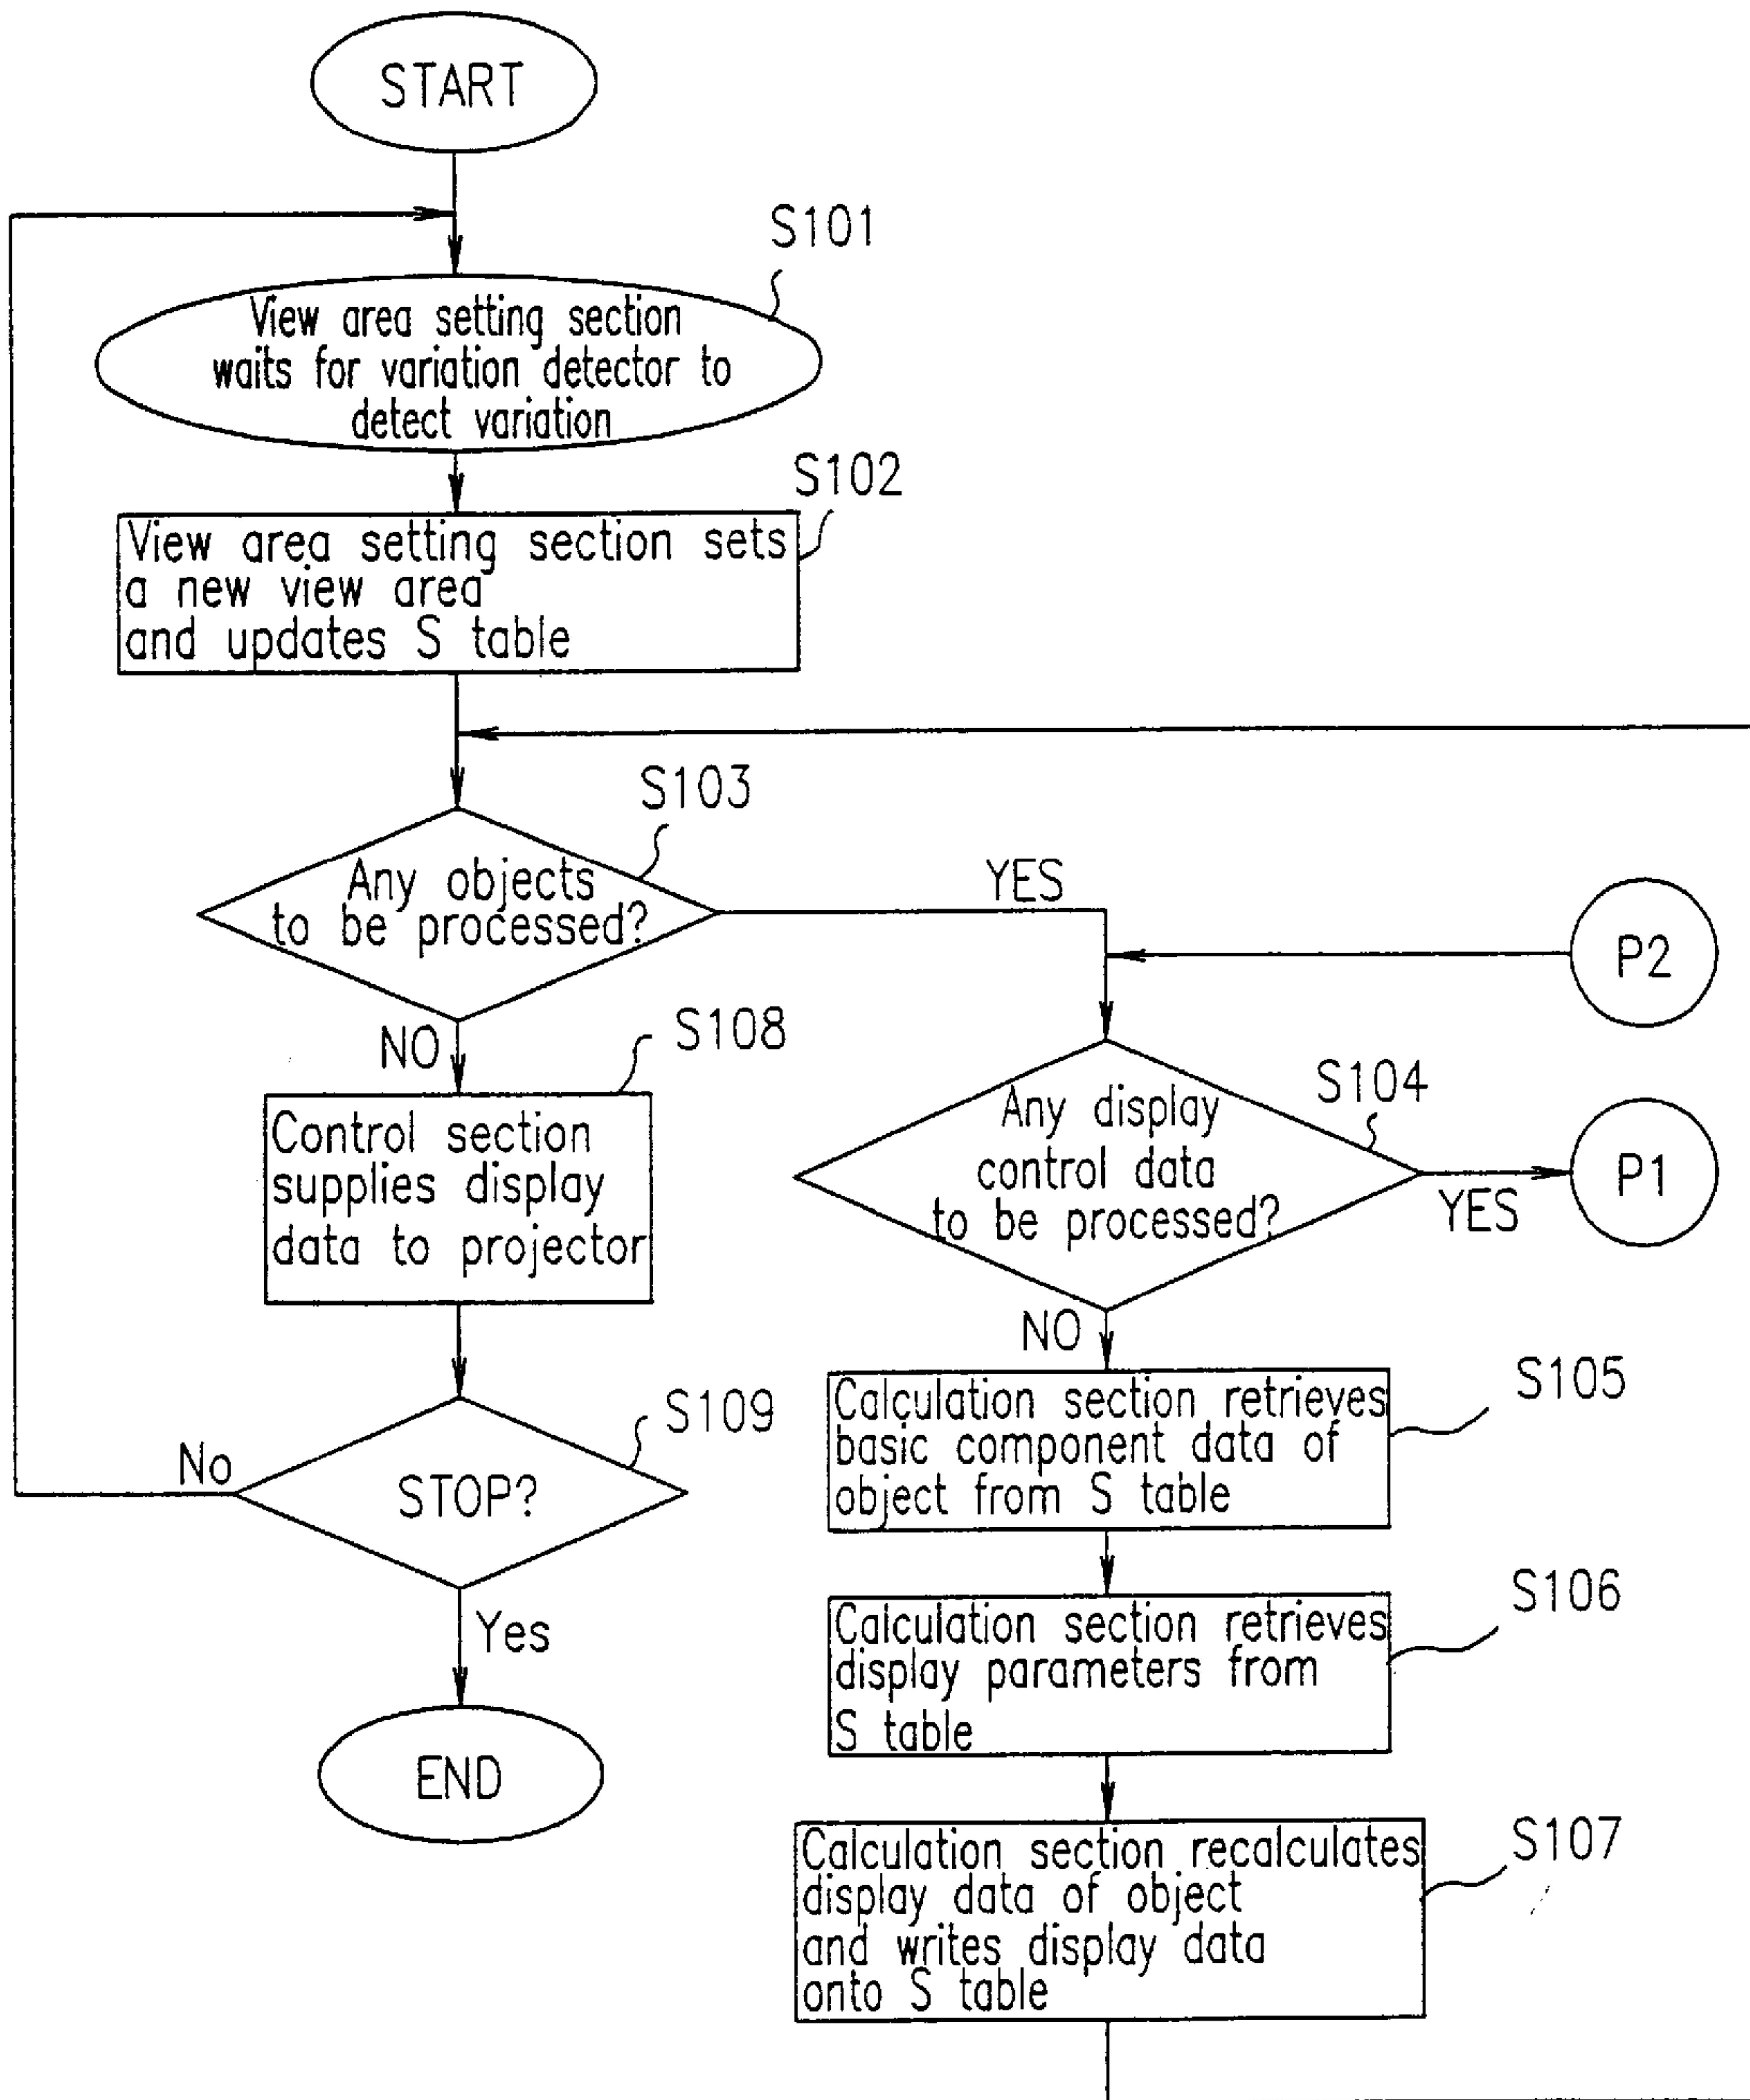 START
S101
View area setting section
waits for variation detector to
detect variation
S102
View area setting section sets
a new view area
and updates S table
S103
Any objects
to be processed?
YES
P2
NO
S108
Control section
supplies display
data to projector
S104
Any display
control data
to be processed?
YES
P1
NO
S105
Calculation section retrieves
basic component data of
object from S table
S109
No
STOP?
Yes
END
S106
Calculation section retrieves
display parameters from
S table
S107
Calculation section recalculates
display data of object
and writes display data
onto S table